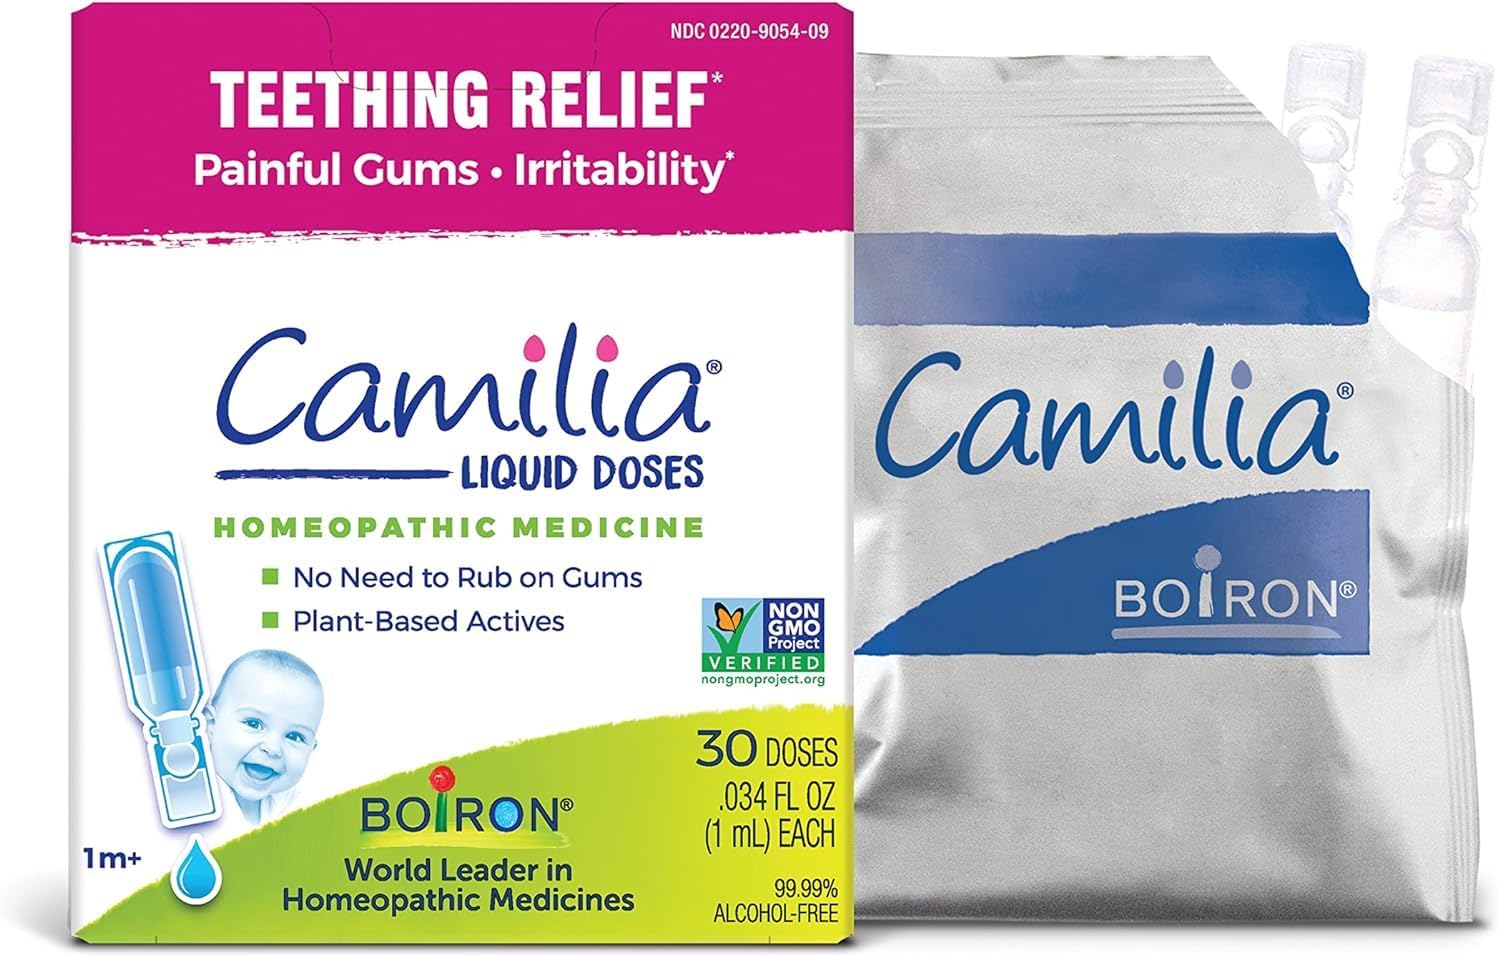 NDC 0220-9054-09
TEETHING RELIEF*
Painful Gums • Irritability*
Camilia®
LIQUID DOSES
HOMEOPATHIC MEDICINE
No Need to Rub on Gums
Plant-Based Actives
NON
GMO
Project
VERIFIED
nongmoproject.org
30 DOSES
.034 FL OZ
(1 mL) EACH
99.99%
ALCOHOL-FREE
1m+
BOIRON®
World Leader in
Homeopathic Medicines
Camilia®
BOIRON®